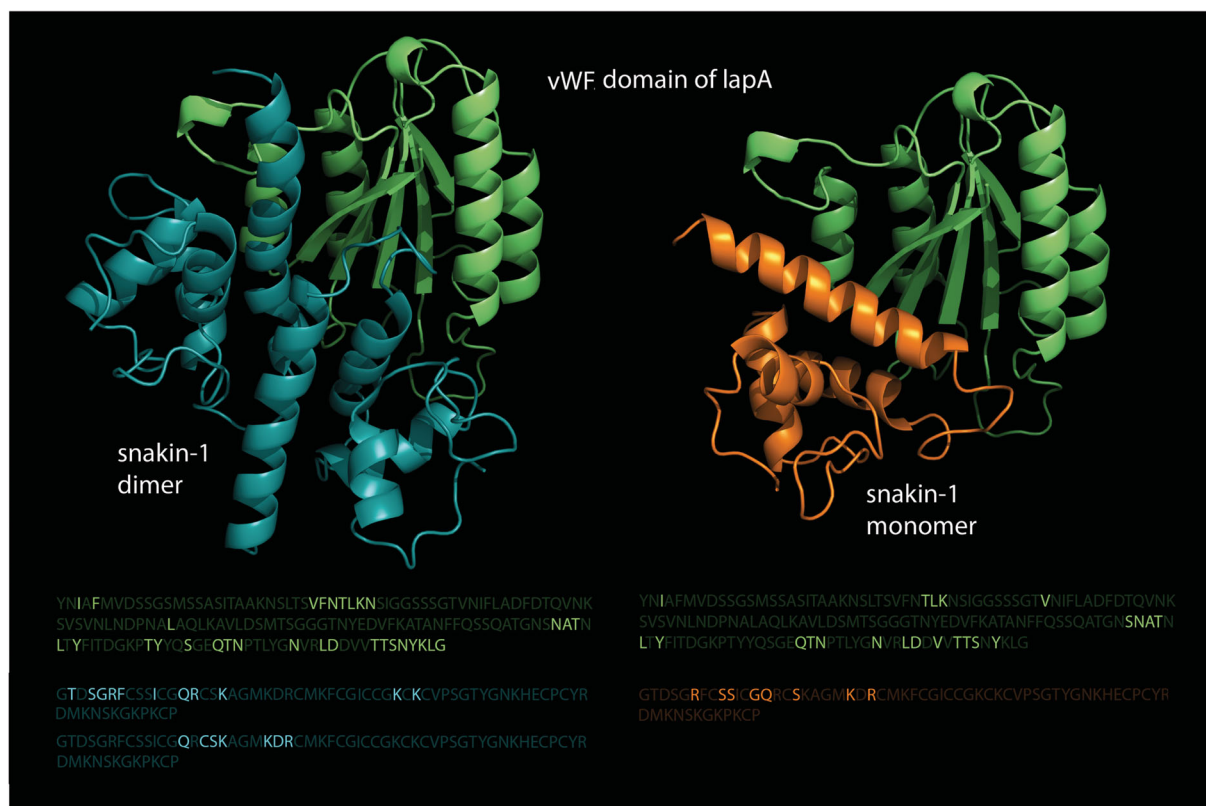 vWF domain of lapA
snakin-1
dimer
snakin-1
monomer
YNIAFMVDSSGSMSSASITAAKNSLTSVFNTLKNSIGGSSSGTVNIFLADFDTQVNK
SVSVNLNDPNALAQLKAVLDSMTSGGGTNYEDVFKATANFFQSSQATGNSNATN
LTYFITDGKPTYYQSGEQTNPTLYGNVRLDDVVTTSNYKLG
GTDSGRFCSSICGQRCSKAGMKDRCMKFCGICCGKCKCVPSGTYGNKHECPCYR
DMKNSKGKPKCP
GTDSGRFCSSICGQRCSKAGMKDRCMKFCGICCGKCKCVPSGTYGNKHECPCYR
DMKNSKGKPKCP
YNIAFMVDSSGSMSSASITAAKNSLTSVFNTLKNSIGGSSSGTVNIFLADFDTQVNK
SVSVNLNDPNALAQLKAVLDSMTSGGGTNYEDVFKATANFFQSSQATGNSNATN
LTYFITDGKPTYYQSGEQTNPTLYGNVRLDDVVTTSNYKLG
GTDSGRFCSSICGQRCSKAGMKDRCMKFCGICCGKCKCVPSGTYGNKHECPCYR
DMKNSKGKPKCP